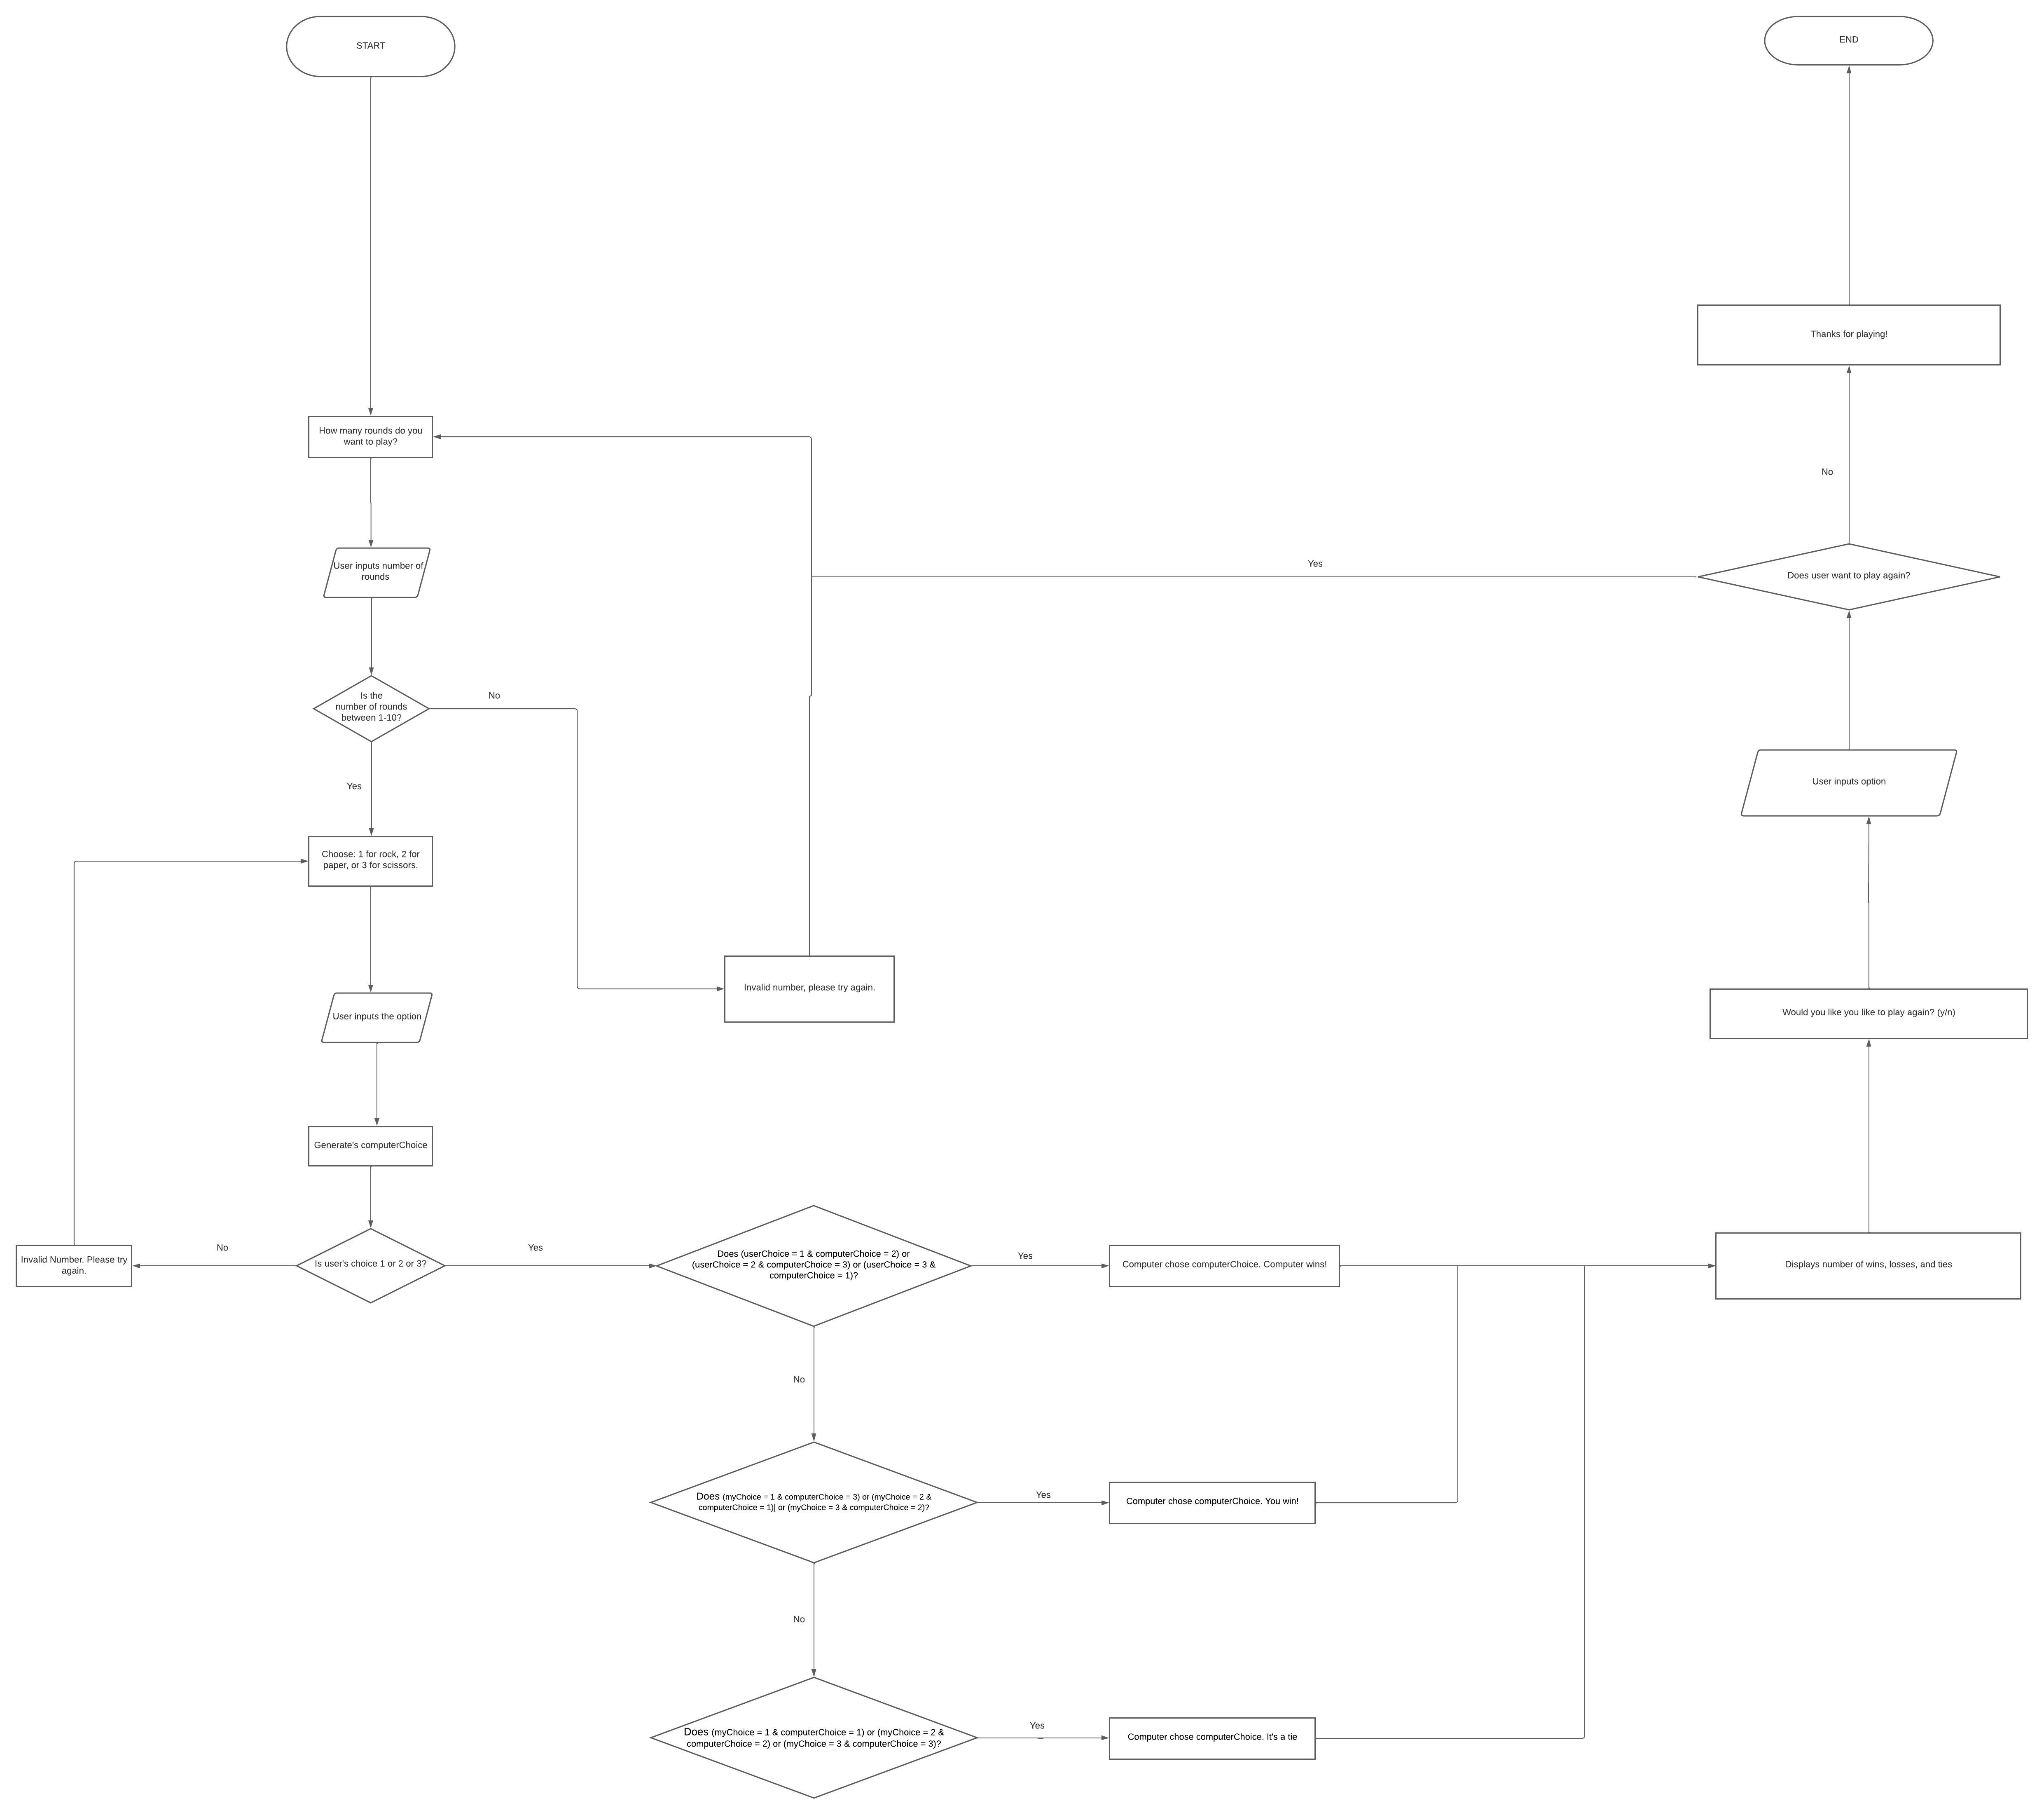 START
How many rounds do you
want to play?
User inputs number of
rounds
Is the
number of rounds
between 1-10?
No
Yes
Choose: 1 for rock, 2 for
paper, or 3 for scissors.
Invalid number, please try again.
User inputs the option
Generate's computerChoice
Is user's choice 1 or 2 or 3?
No
Invalid Number. Please try
again.
Yes
Does (userChoice = 1 & computerChoice = 2) or
(userChoice = 2 & computerChoice = 3) or (userChoice = 3 &
computerChoice = 1)?
Yes
Computer chose computerChoice. Computer wins!
No
Does (myChoice = 1 & computerChoice = 3) or (myChoice = 2 &
computerChoice = 1)| or (myChoice = 3 & computerChoice = 2)?
Yes
Computer chose computerChoice. You win!
No
Does (myChoice = 1 & computerChoice = 1) or (myChoice = 2 &
computerChoice = 2) or (myChoice = 3 & computerChoice = 3)?
Yes
Computer chose computerChoice. It's a tie
Displays number of wins, losses, and ties
Would you like you like to play again? (y/n)
User inputs option
Does user want to play again?
Yes
No
Thanks for playing!
END